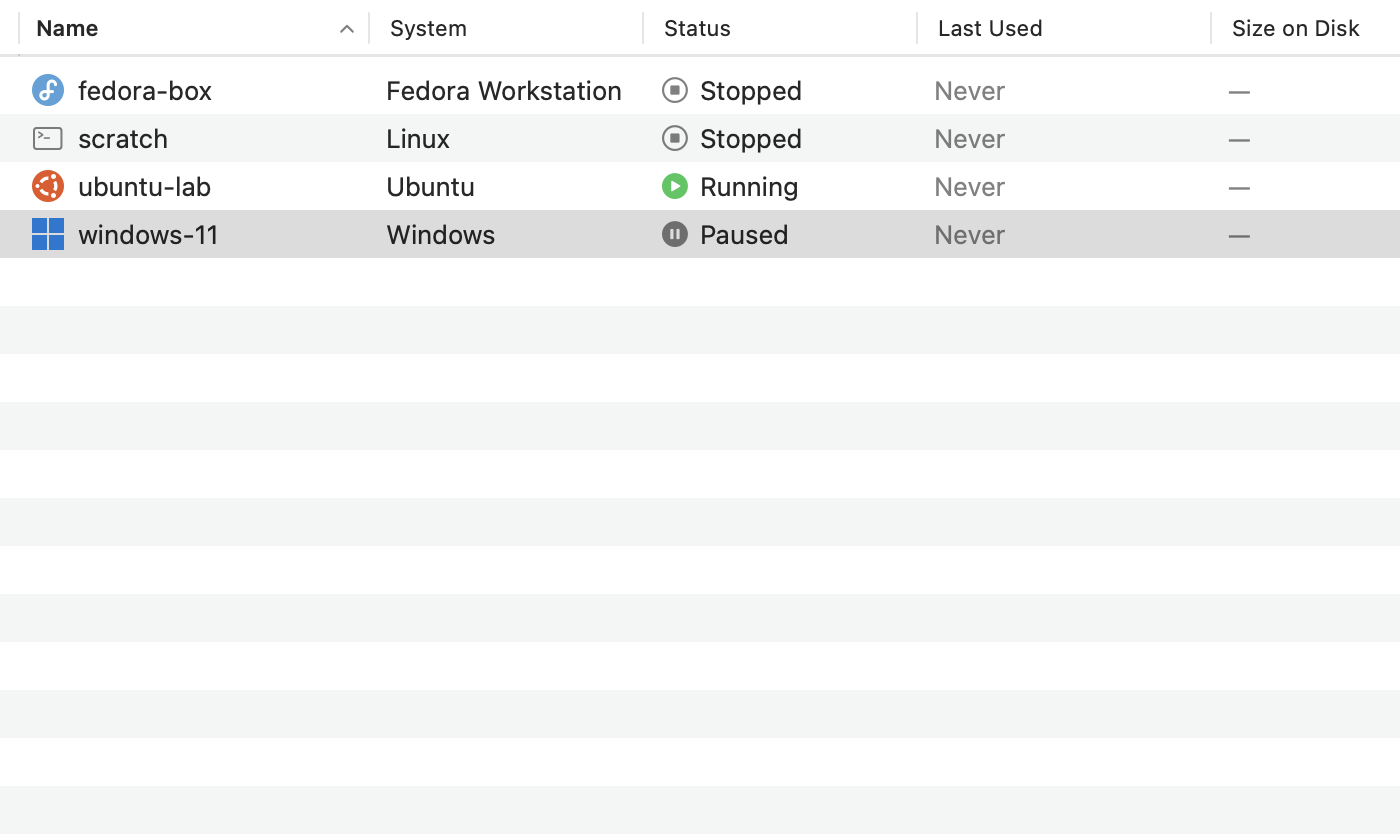 Name System Status Last Used Size on Disk
fedora-box Fedora Workstation Stopped Never —
scratch Linux Stopped Never —
ubuntu-lab Ubuntu Running Never —
windows-11 Windows Paused Never —